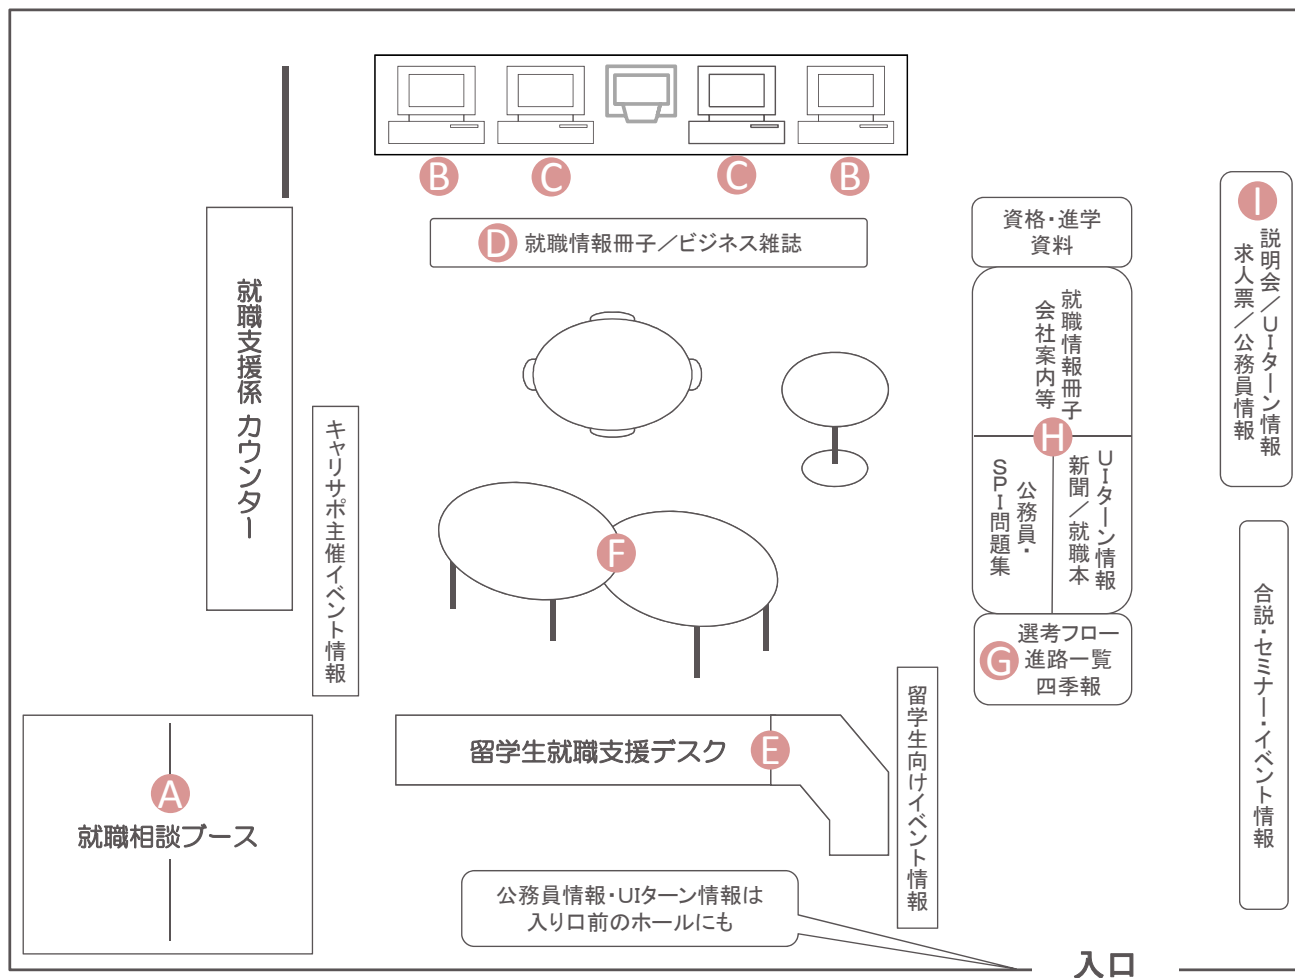 B
C
C
B
D 就職情報冊子／ビジネス雑誌
資格・進学
資料
I
説明会／UIターン情報
求人票／公務員情報
就職支援係 カウンター
就職情報冊子
会社案内等
H
キャリサポ主催イベント情報
UIターン情報
新聞／就職本
公務員・
SPI問題集
F
合説・セミナー・イベント情報
G
選考フロー
進路一覧
四季報
留学生就職支援デスク
E
留学生向けイベント情報
A
就職相談ブース
公務員情報・UIターン情報は
入り口前のホールにも
入口